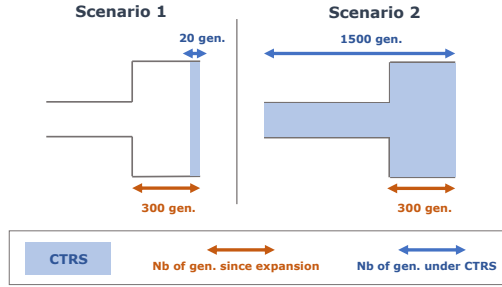 Scenario 1
Scenario 2
20 gen.
1500 gen.
300 gen.
300 gen.
CTRS
Nb of gen. since expansion
Nb of gen. under CTRS